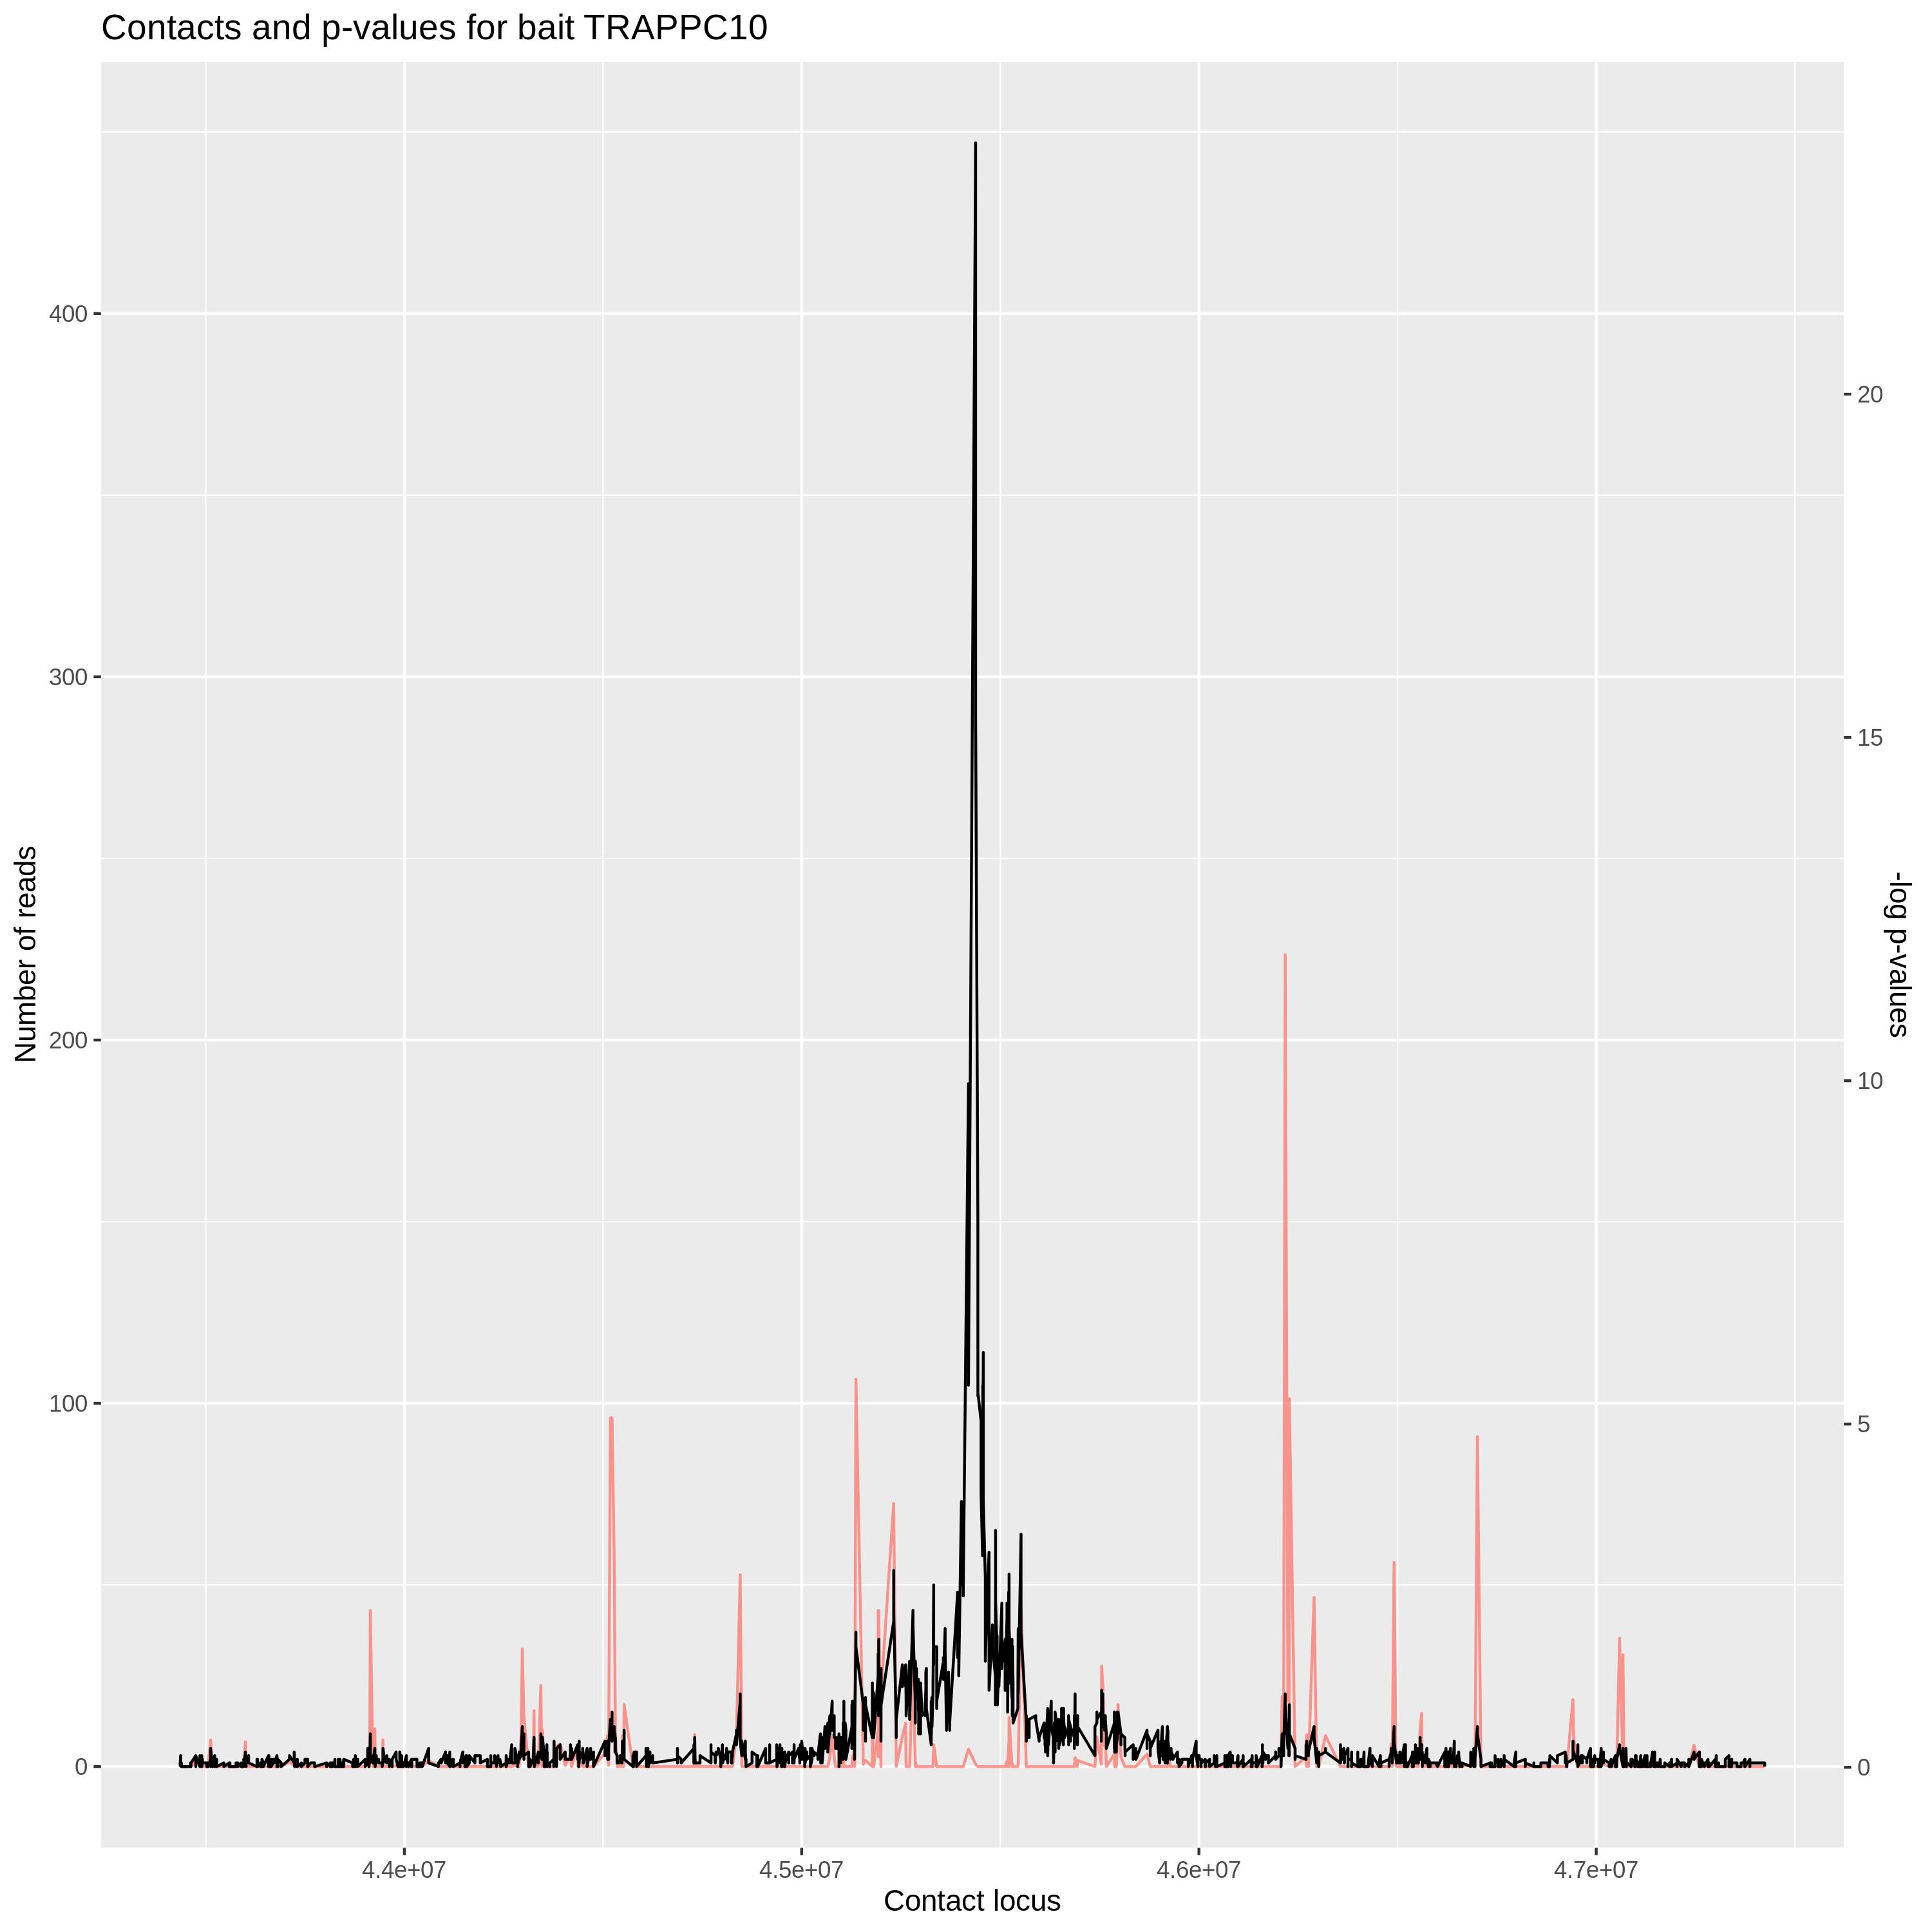 Contacts and p-values for bait TRAPPC10
Number of reads
400
300
200
100
0
20
15
10
5
0
-log p-values
4.4e+07
4.5e+07
4.6e+07
4.7e+07
Contact locus